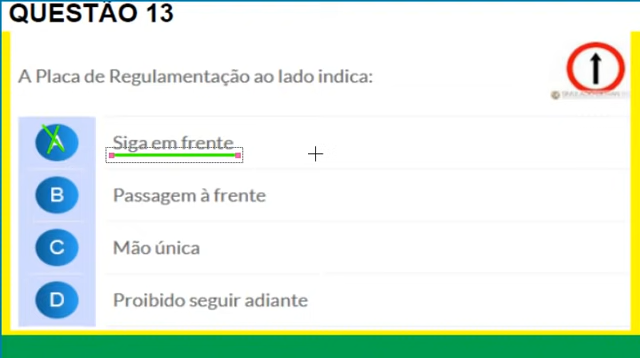 QUESTÃO 13
A Placa de Regulamentação ao lado indica:
A Siga em frente
B Passagem à frente
C Mão única
D Proibido seguir adiante